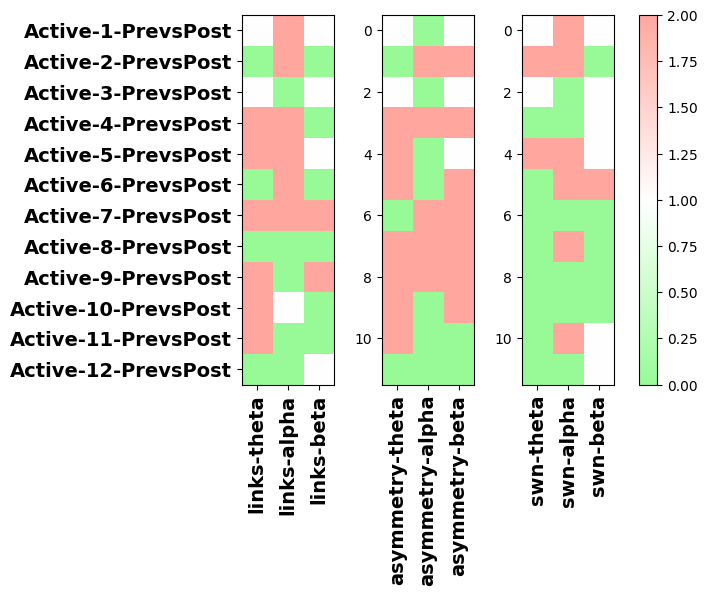 Active-1-PrevsPost
Active-2-PrevsPost
Active-3-PrevsPost
Active-4-PrevsPost
Active-5-PrevsPost
Active-6-PrevsPost
Active-7-PrevsPost
Active-8-PrevsPost
Active-9-PrevsPost
Active-10-PrevsPost
Active-11-PrevsPost
Active-12-PrevsPost
links-theta
links-alpha
links-beta
0
2
4
6
8
10
asymmetry-theta
asymmetry-alpha
asymmetry-beta
0
2
4
6
8
10
swn-theta
swn-alpha
swn-beta
2.00
1.75
1.50
1.25
1.00
0.75
0.50
0.25
0.00